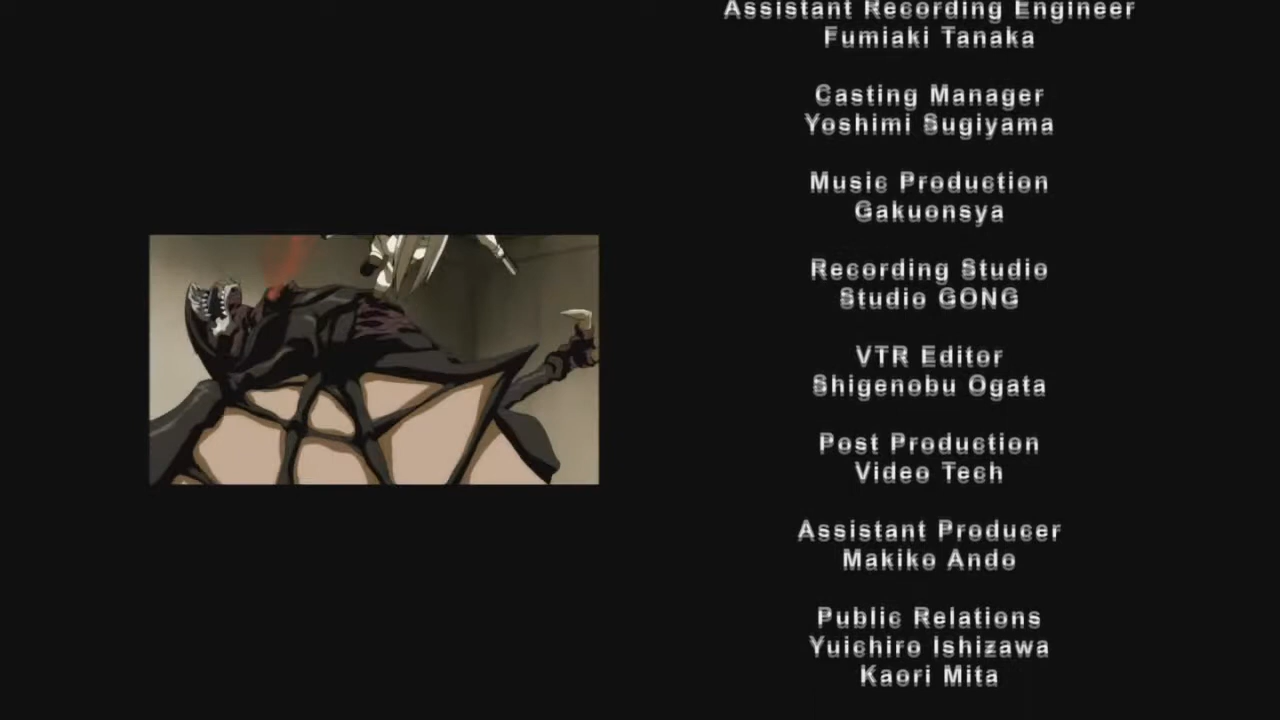 Assistant Recording Engineer
Fumiaki Tanaka
Casting Manager
Yoshimi Sugiyama
Music Production
Gakuonsya
Recording Studio
Studio GONG
VTR Editor
Shigenobu Ogata
Post Production
Video Tech
Assistant Producer
Makiko Ando
Public Relations
Yuichiro Ishizawa
Kaori Mita